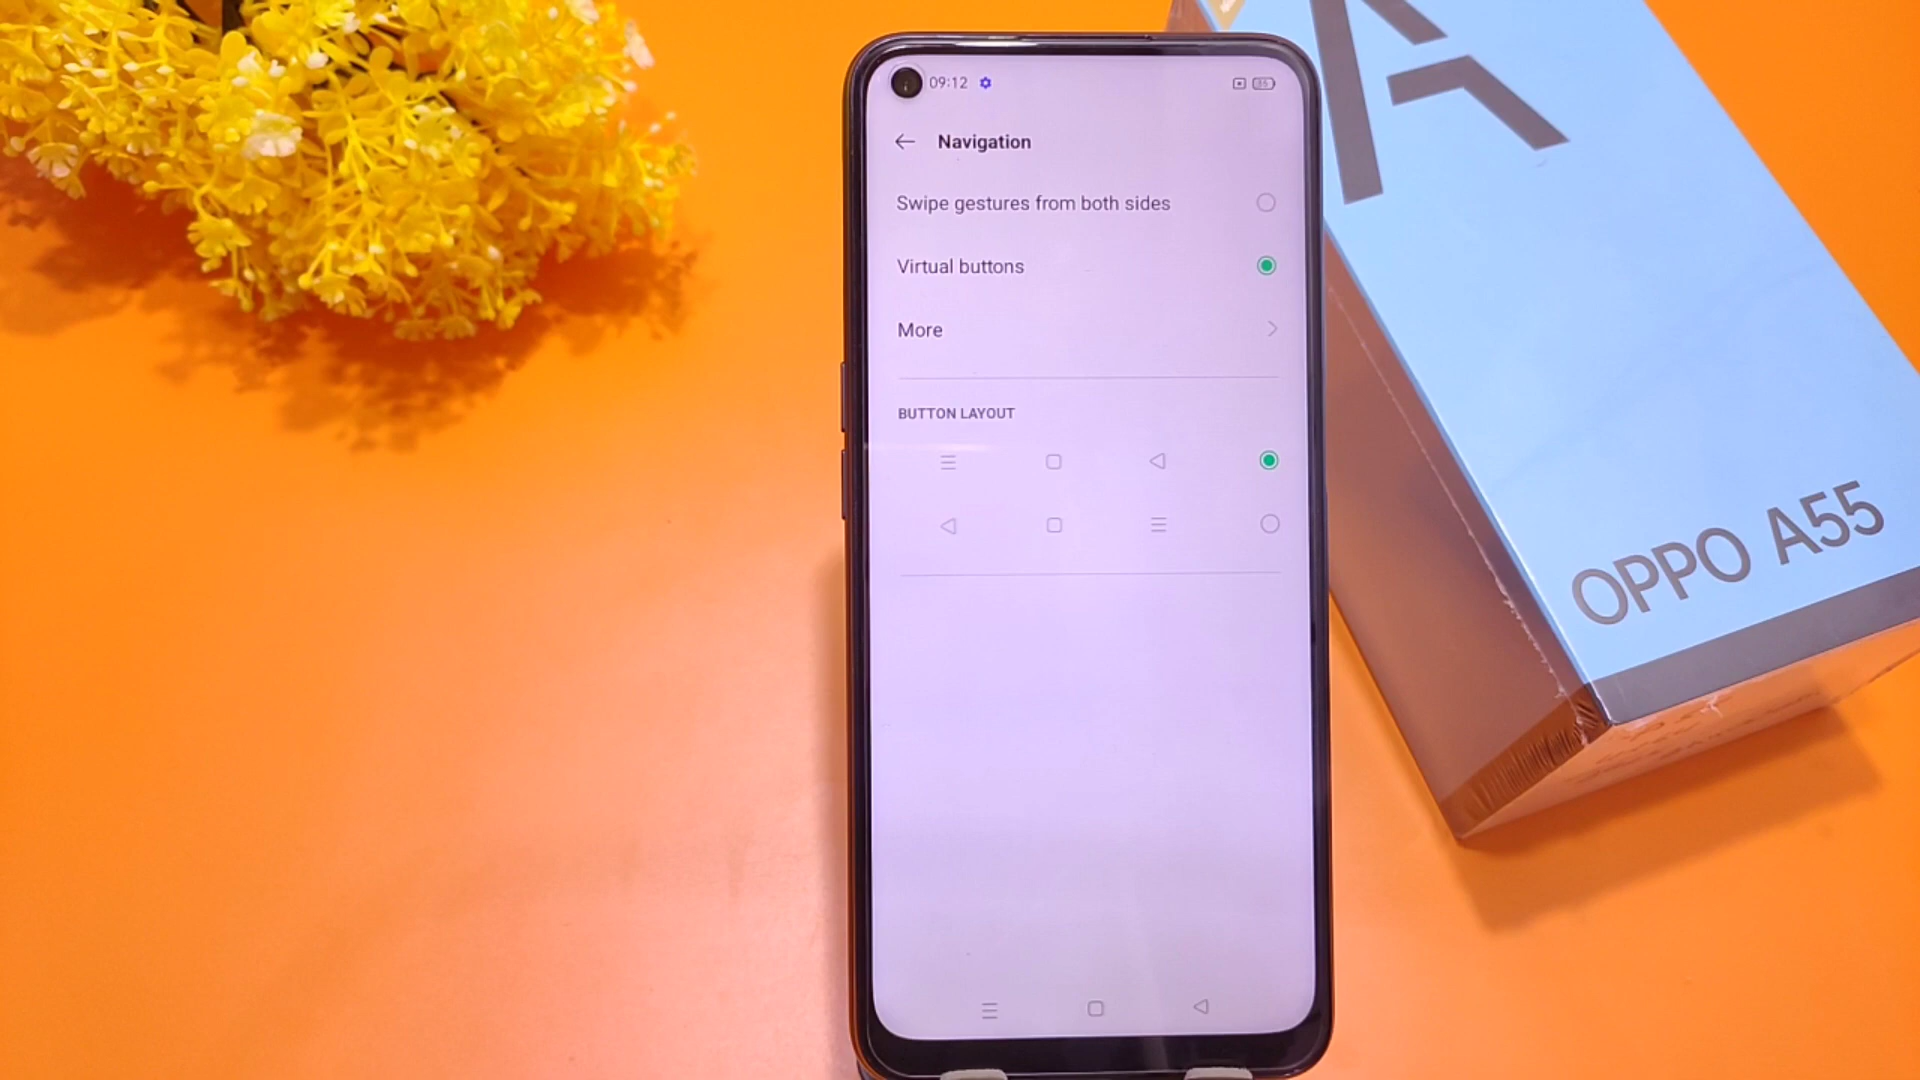 09:12
Navigation
Swipe gestures from both sides
Virtual buttons
More
BUTTON LAYOUT
A
OPPO A55